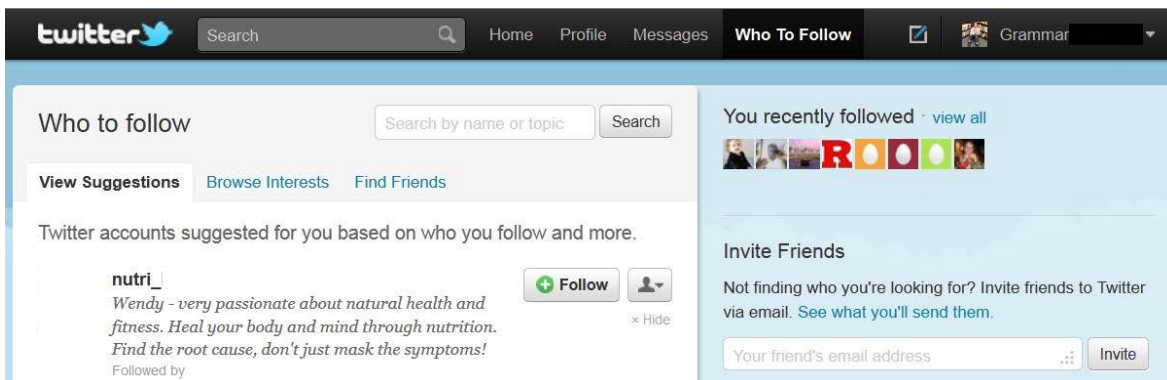 twitter Search Home Profile Messages Who To Follow Grammar
Who to follow Search by name or topic Search
View Suggestions Browse Interests Find Friends
Twitter accounts suggested for you based on who you follow and more.
nutri_ Follow
Wendy - very passionate about natural health and
fitness. Heal your body and mind through nutrition.
Find the root cause, don't just mask the symptoms!
× Hide
Followed by
You recently followed · view all
R
Invite Friends
Not finding who you're looking for? Invite friends to Twitter
via email. See what you'll send them.
Your friend's email address Invite